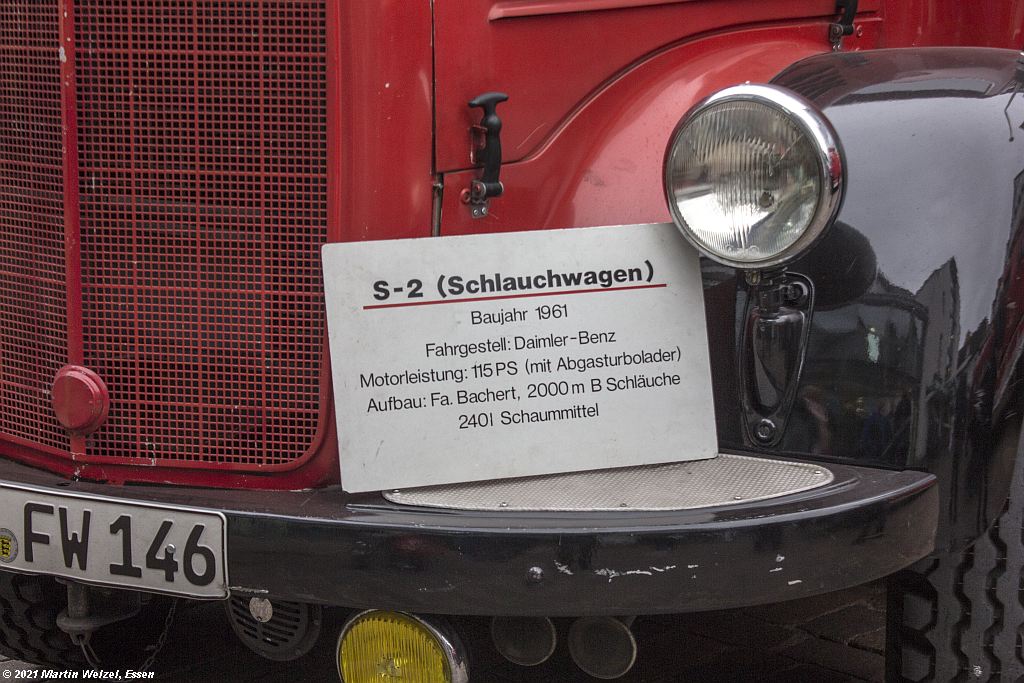 S-2 (Schlauchwagen)
Baujahr 1961
Fahrgestell: Daimler-Benz
Motorleistung: 115 PS (mit Abgasturbolader)
Aufbau: Fa. Bachert, 2000 m B Schläuche
240l Schaummittel
FW 146
© 2021 Martin Welzel, Essen